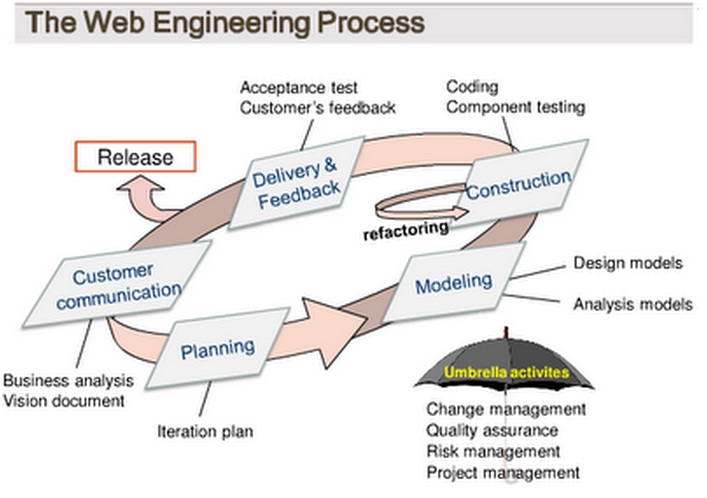 The Web Engineering Process
Acceptance test
Customer's feedback
Coding
Component testing
Release
Delivery &
Feedback
Construction
refactoring
Customer
communication
Modeling
Design models
Analysis models
Planning
Business analysis
Vision document
Iteration plan
Umbrella activites
Change management
Quality assurance
Risk management
Project management